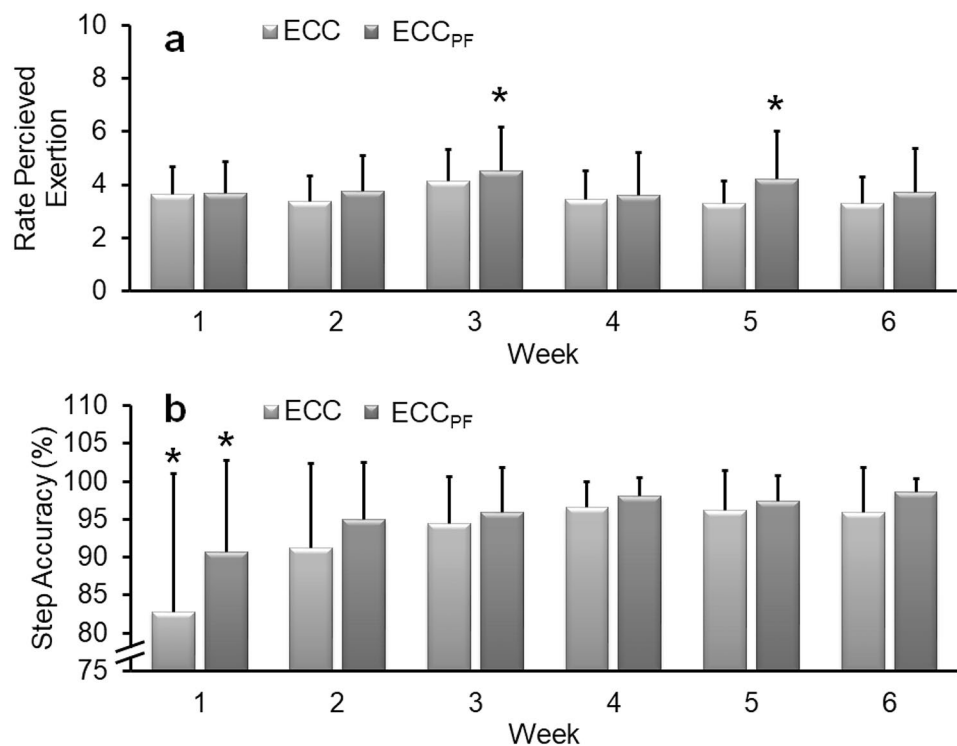 10
a
ECC ECCPF
8
6
4
2
0
Rate Percieved
Exertion
* *
1 2 3 4 5 6
Week
110
b
ECC ECCPF
105
100
95
90
85
80
75
Step Accuracy (%)
* *
1 2 3 4 5 6
Week